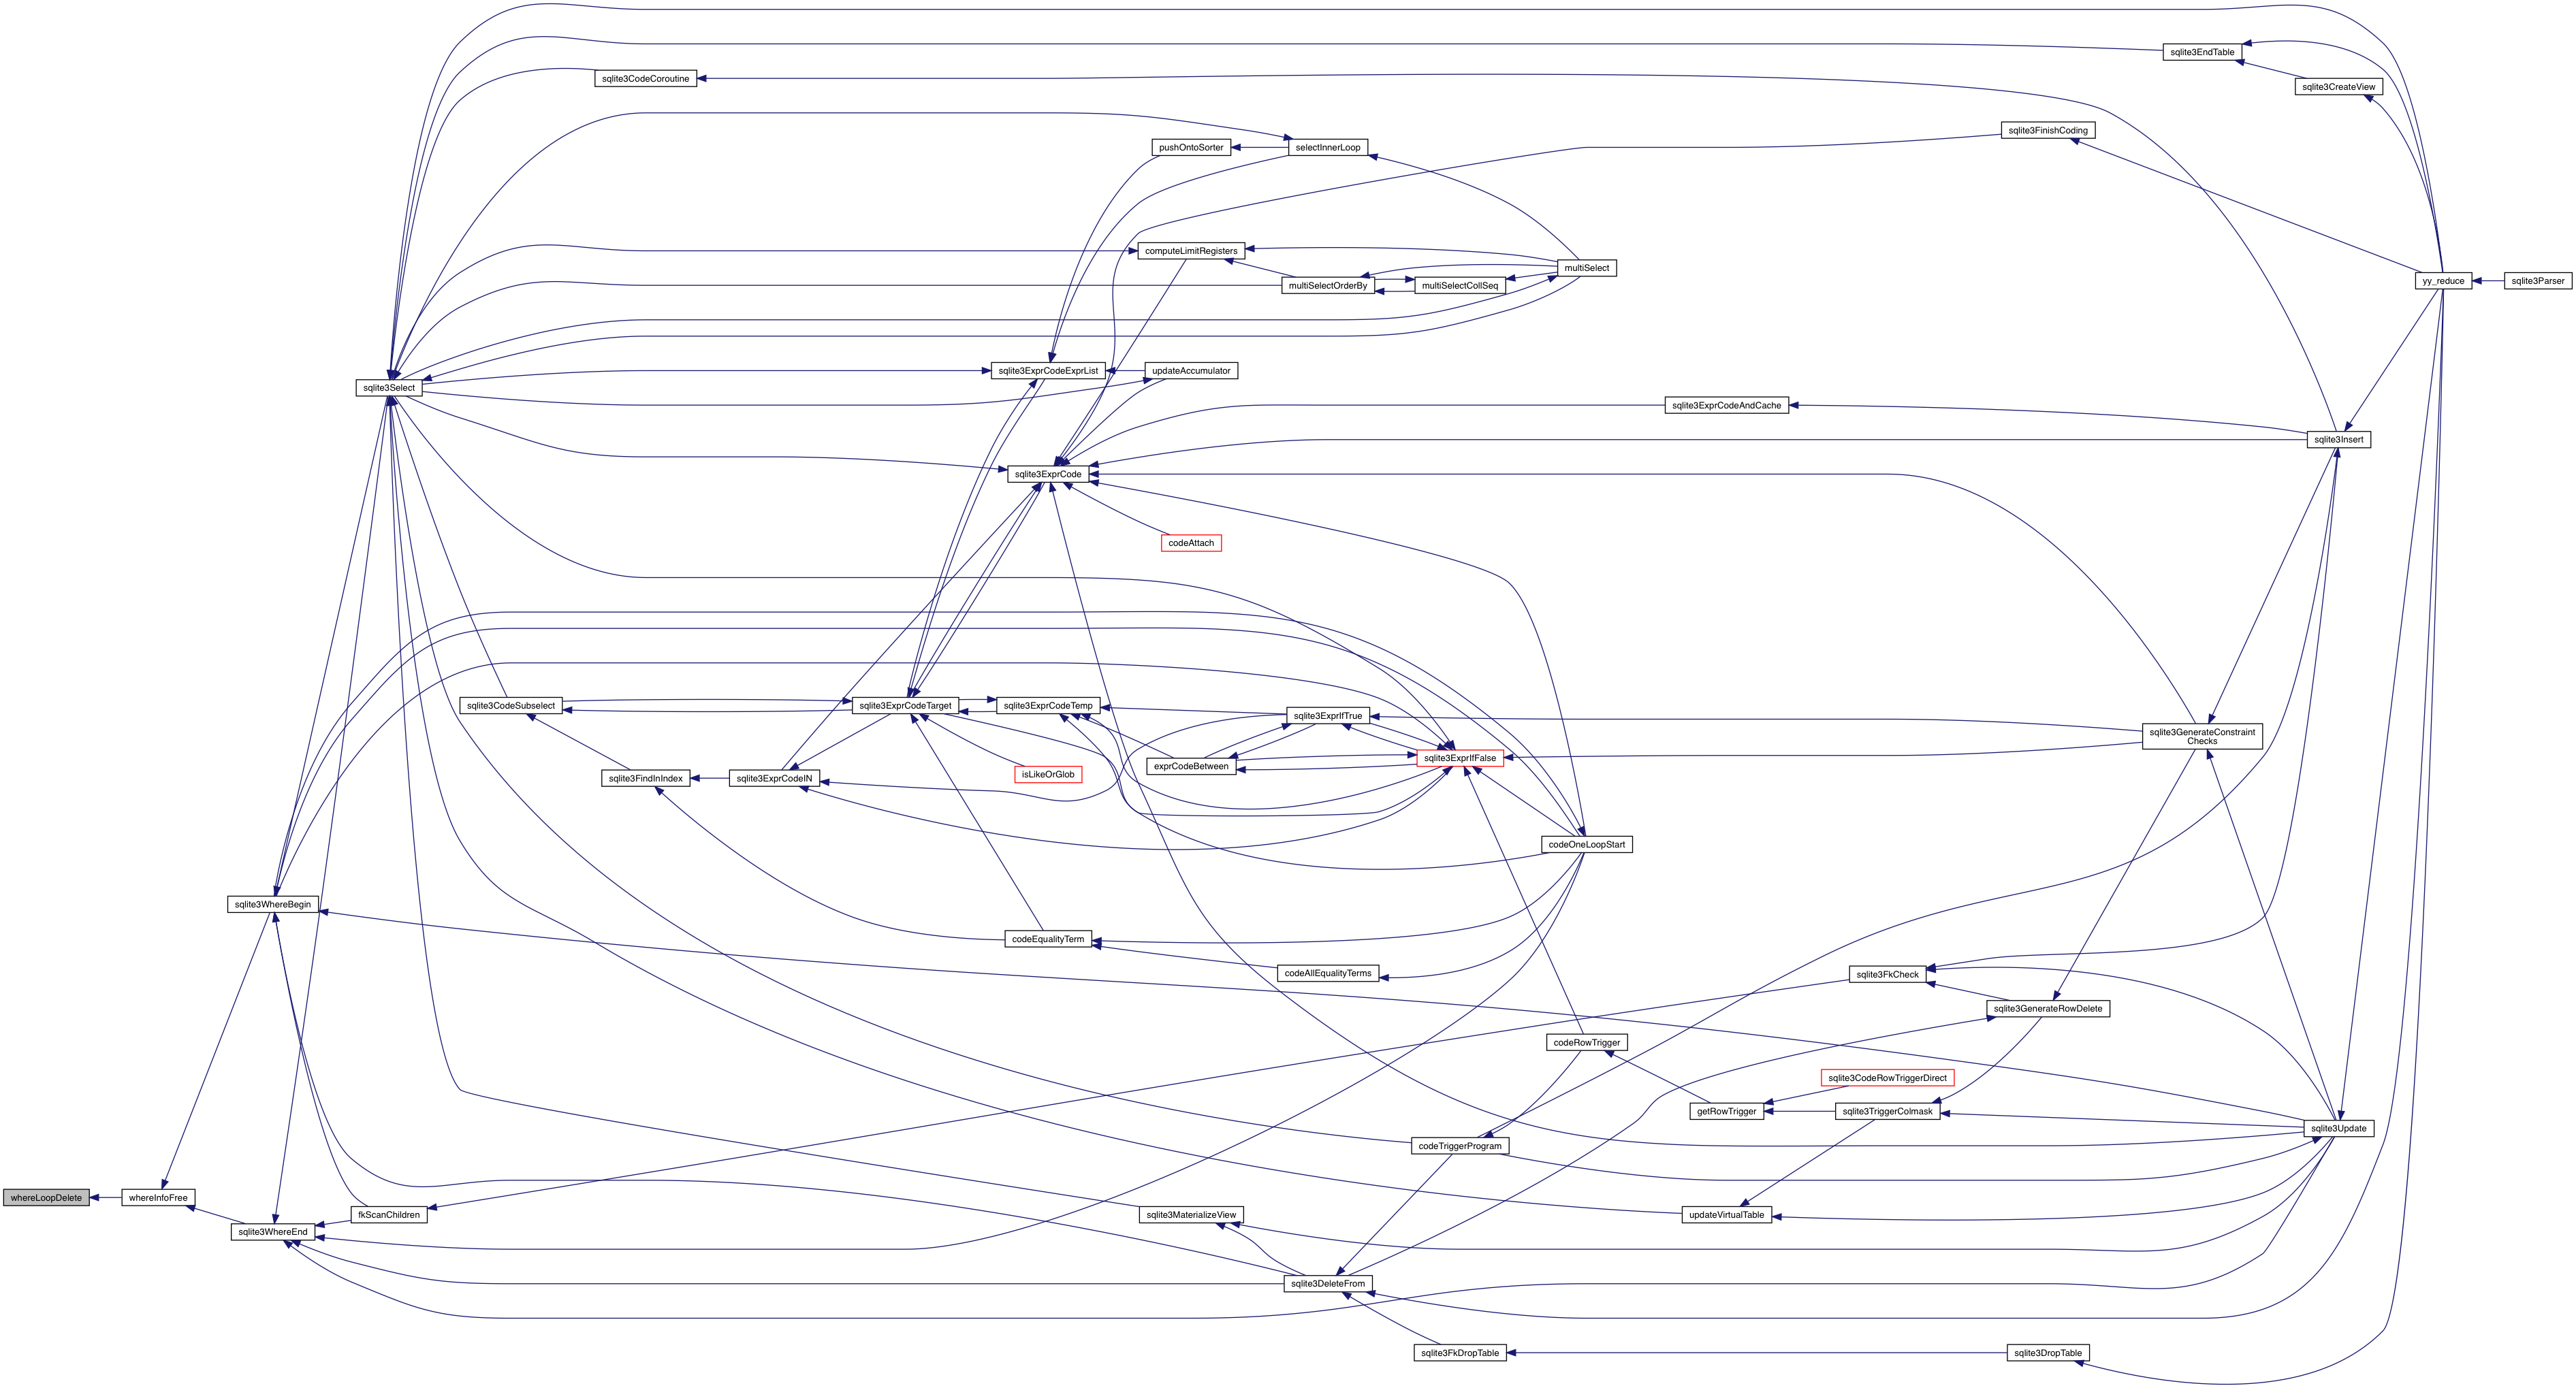 sqlite3EndTable
sqlite3CodeCoroutine
sqlite3CreateView
sqlite3FinishCoding
pushOntoSorter
selectInnerLoop
computeLimitRegisters
multiSelect
multiSelectOrderBy
multiSelectCollSeq
yy_reduce
sqlite3Parser
sqlite3ExprCodeExprList
updateAccumulator
sqlite3Select
sqlite3ExprCodeAndCache
sqlite3Insert
sqlite3ExprCode
codeAttach
sqlite3CodeSubselect
sqlite3ExprCodeTarget
sqlite3ExprCodeTemp
sqlite3ExprIfTrue
sqlite3GenerateConstraint
Checks
sqlite3ExprIfFalse
exprCodeBetween
sqlite3FindInIndex
sqlite3ExprCodeIN
isLikeOrGlob
codeOneLoopStart
sqlite3WhereBegin
codeEqualityTerm
codeAllEqualityTerms
sqlite3FkCheck
sqlite3GenerateRowDelete
codeRowTrigger
sqlite3CodeRowTriggerDirect
getRowTrigger
sqlite3TriggerColmask
sqlite3Update
codeTriggerProgram
whereLoopDelete
whereInfoFree
fkScanChildren
sqlite3MaterializeView
updateVirtualTable
sqlite3WhereEnd
sqlite3DeleteFrom
sqlite3FkDropTable
sqlite3DropTable